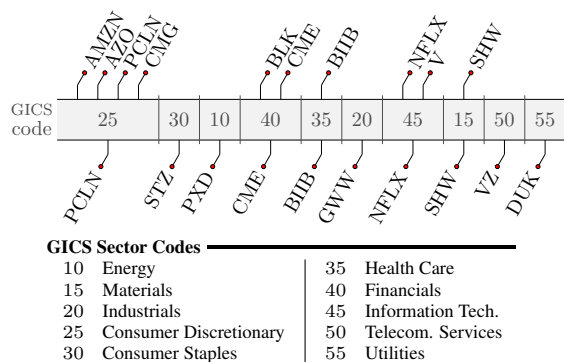 AMZN AZO PCLN CMG BLK CME BIIB NFLX V SHW
GICS code 25 30 10 40 35 20 45 15 50 55
PCLN STZ PXD CME BIIB GWW NFLX SHW VZ DUK
GICS Sector Codes
10 Energy 35 Health Care
15 Materials 40 Financials
20 Industrials 45 Information Tech.
25 Consumer Discretionary 50 Telecom. Services
30 Consumer Staples 55 Utilities